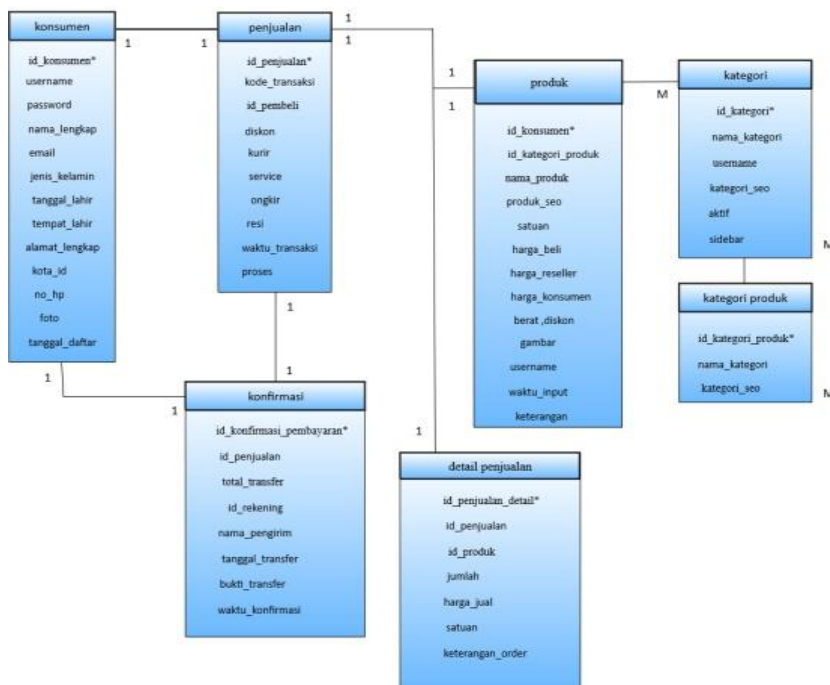 konsumen
id_konsumen*
username
password
nama_lengkap
email
jenis_kelamin
tanggal_lahir
tempat_lahir
alamat_lengkap
kota_id
no_hp
foto
tanggal_daftar
1
1
penjualan
id_penjualan*
kode_transaksi
id_pembeli
diskon
kurir
service
ongkir
resi
waktu_transaksi
proses
1
1
1
1
1
1
konfirmasi
id_konfirmasi_pembayaran*
id_penjualan
total_transfer
id_rekening
nama_pengirim
tanggal_transfer
bukti_transfer
waktu_konfirmasi
1
1
1
produk
id_konsumen*
id_kategori_produk
nama_produk
produk_seo
satuan
harga_beli
harga_reseller
harga_konsumen
berat ,diskon
gambar
username
waktu_input
keterangan
M
kategori
id_kategori*
nama_kategori
username
kategori_seo
aktif
sidebar
M
kategori produk
id_kategori_produk*
nama_kategori
kategori_seo
M
1
detail penjualan
id_penjualan_detail*
id_penjualan
id_produk
jumlah
harga_jual
satuan
keterangan_order